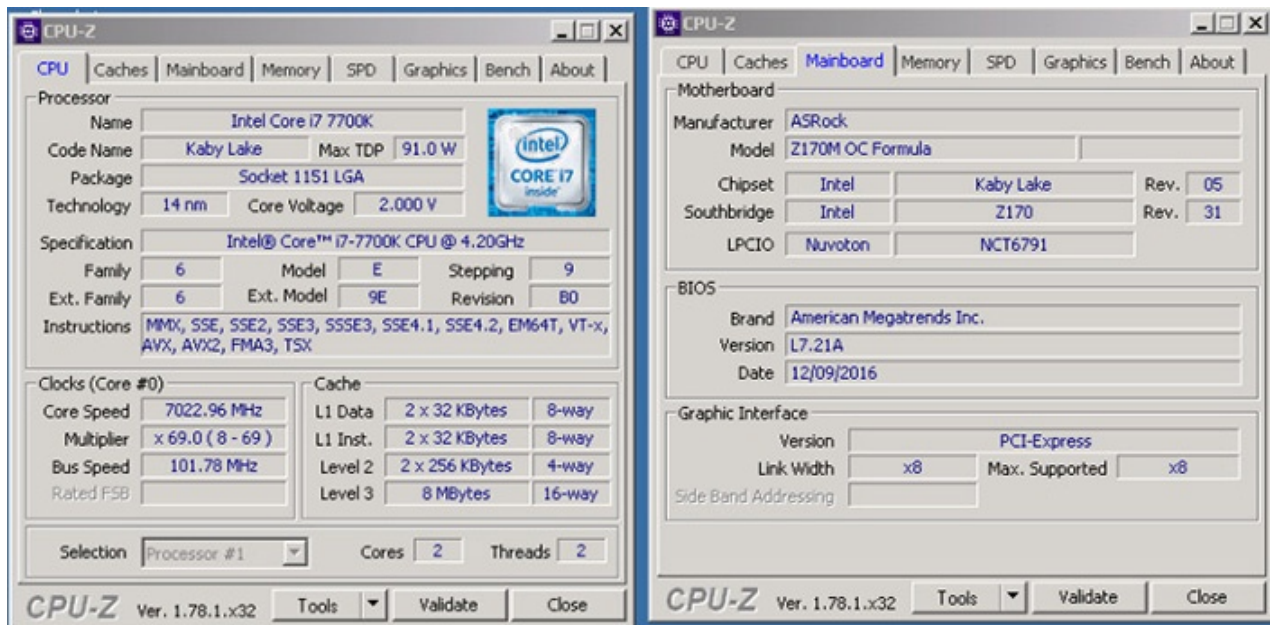 CPU-Z
CPU Caches Mainboard Memory SPD Graphics Bench About
Processor
Name Intel Core i7 7700K
Code Name Kaby Lake Max TDP 91.0 W
Package Socket 1151 LGA
Technology 14 nm Core Voltage 2.000 V
intel
CORE i7
inside
Specification Intel® Core™ i7-7700K CPU @ 4.20GHz
Family 6 Model E Stepping 9
Ext. Family 6 Ext. Model 9E Revision B0
Instructions MMX, SSE, SSE2, SSE3, SSSE3, SSE4.1, SSE4.2, EM64T, VT-x,
AVX, AVX2, FMA3, TSX
Clocks (Core #0)
Core Speed 7022.96 MHz
Multiplier x 69.0 ( 8 - 69 )
Bus Speed 101.78 MHz
Rated FSB
Cache
L1 Data 2 x 32 KBytes 8-way
L1 Inst. 2 x 32 KBytes 8-way
Level 2 2 x 256 KBytes 4-way
Level 3 8 MBytes 16-way
Selection Processor #1 Cores 2 Threads 2
CPU-Z Ver. 1.78.1.x32 Tools Validate Close
CPU-Z
CPU Caches Mainboard Memory SPD Graphics Bench About
Motherboard
Manufacturer ASRock
Model Z170M OC Formula
Chipset Intel Kaby Lake Rev. 05
Southbridge Intel Z170 Rev. 31
LPCIO Nuvoton NCT6791
BIOS
Brand American Megatrends Inc.
Version L7.21A
Date 12/09/2016
Graphic Interface
Version PCI-Express
Link Width x8 Max. Supported x8
Side Band Addressing
CPU-Z Ver. 1.78.1.x32 Tools Validate Close